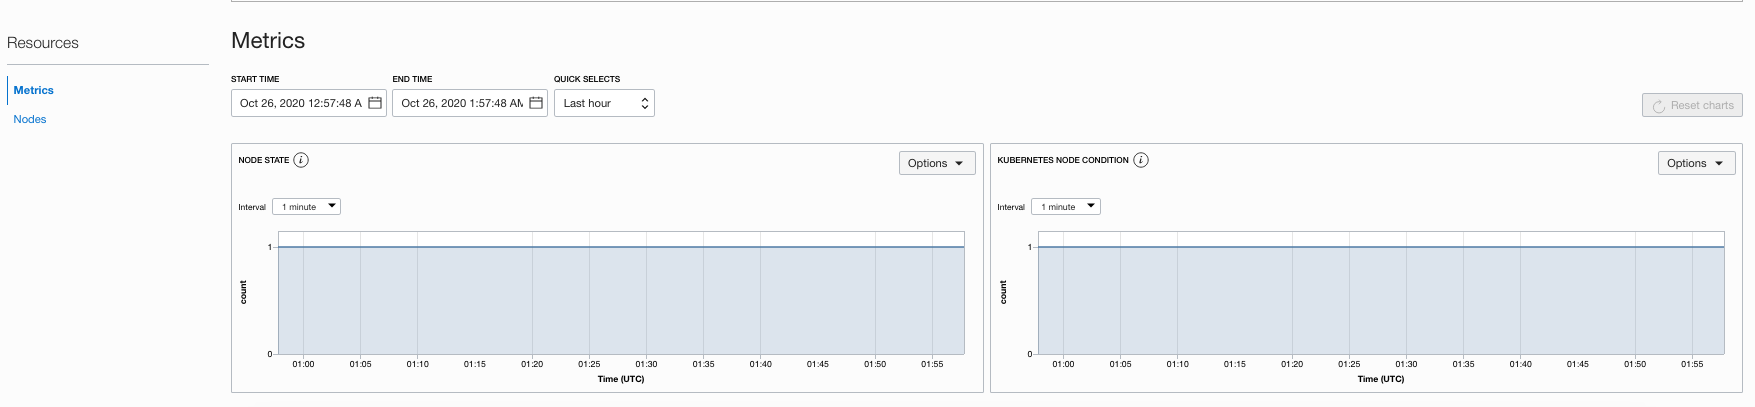 Resources
Metrics
Nodes
Metrics
START TIME
END TIME
QUICK SELECTS
Oct 26, 2020 12:57:48 A
Oct 26, 2020 1:57:48 AM
Last hour
Reset charts
NODE STATE i
Options
Interval 1 minute
1
count
0
01:00 01:05 01:10 01:15 01:20 01:25 01:30 01:35 01:40 01:45 01:50 01:55
Time (UTC)
KUBERNETES NODE CONDITION i
Options
Interval 1 minute
1
count
0
01:00 01:05 01:10 01:15 01:20 01:25 01:30 01:35 01:40 01:45 01:50 01:55
Time (UTC)